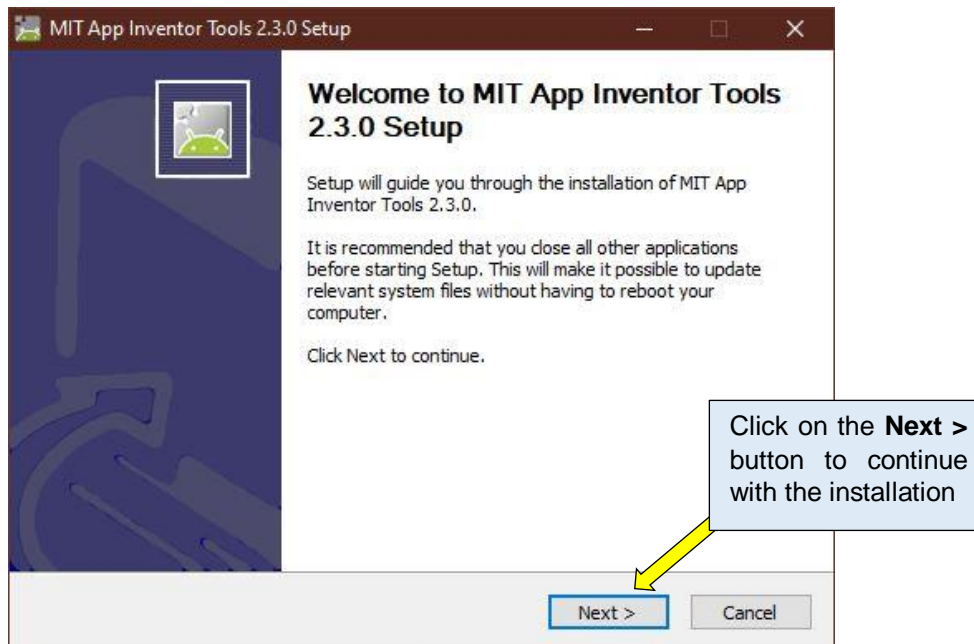 MIT App Inventor Tools 2.3.0 Setup
Welcome to MIT App Inventor Tools
2.3.0 Setup
Setup will guide you through the installation of MIT App
Inventor Tools 2.3.0.
It is recommended that you close all other applications
before starting Setup. This will make it possible to update
relevant system files without having to reboot your
computer.
Click Next to continue.
Click on the Next >
button to continue
with the installation
Next >
Cancel